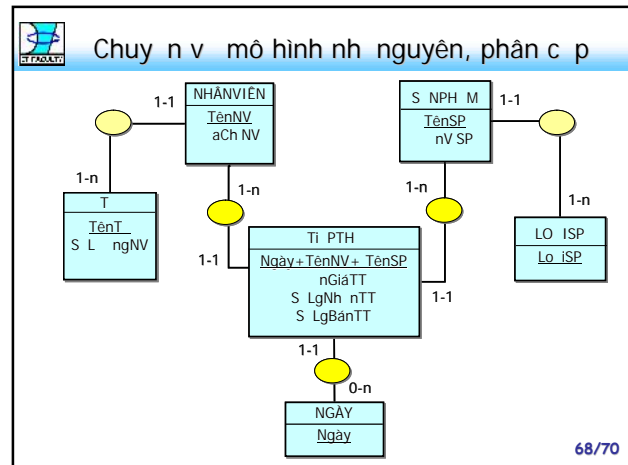 CT FACULTY
Chuy n v mô hình nh nguyên, phân c p
NHÂNVIÊN
TênNV
aCh NV
S NPH M
TênSP
nV SP
1-1
1-1
1-n
1-n
1-n
1-n
T
TênT
S L ngNV
Ti PTH
Ngày+TênNV+ TênSP
nGiáTT
S LgNh nTT
S LgBánTT
LO ISP
Lo iSP
1-1
1-1
1-1
0-n
NGÀY
Ngày
68/70